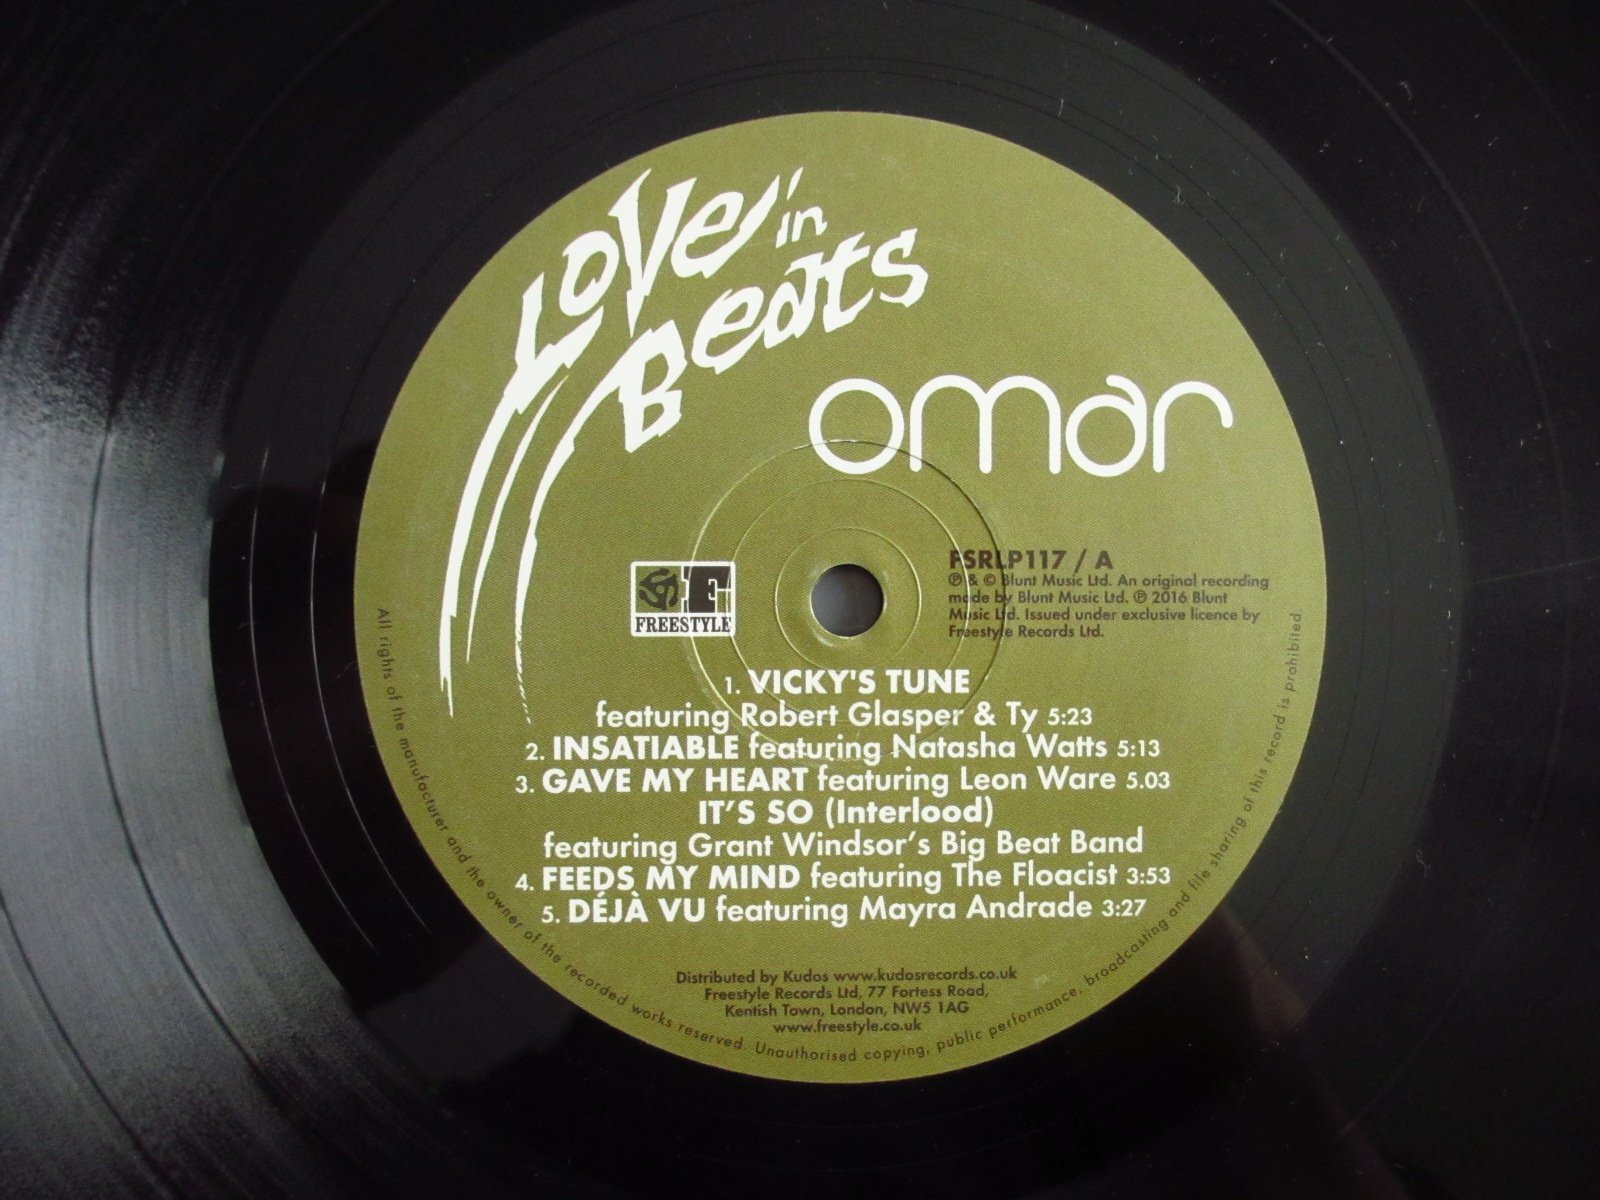 Love in
Beats
omar
FREESTYLE
FSRLP117 / A
℗ & © Blunt Music Ltd. An original recording
made by Blunt Music Ltd. ℗ 2016 Blunt
Music Ltd. Issued under exclusive licence by
Freestyle Records Ltd.
1. VICKY'S TUNE
featuring Robert Glasper & Ty 5:23
2. INSATIABLE featuring Natasha Watts 5:13
3. GAVE MY HEART featuring Leon Ware 5.03
IT'S SO (Interlood)
featuring Grant Windsor's Big Beat Band
4. FEEDS MY MIND featuring The Floacist 3:53
5. DÉJÀ VU featuring Mayra Andrade 3:27
Distributed by Kudos www.kudosrecords.co.uk
Freestyle Records Ltd, 77 Fortess Road,
Kentish Town, London, NW5 1AG
www.freestyle.co.uk
All rights of the manufacturer and the owner of the recorded works reserved. Unauthorised copying, public performance, broadcasting and file sharing of this record is prohibited.